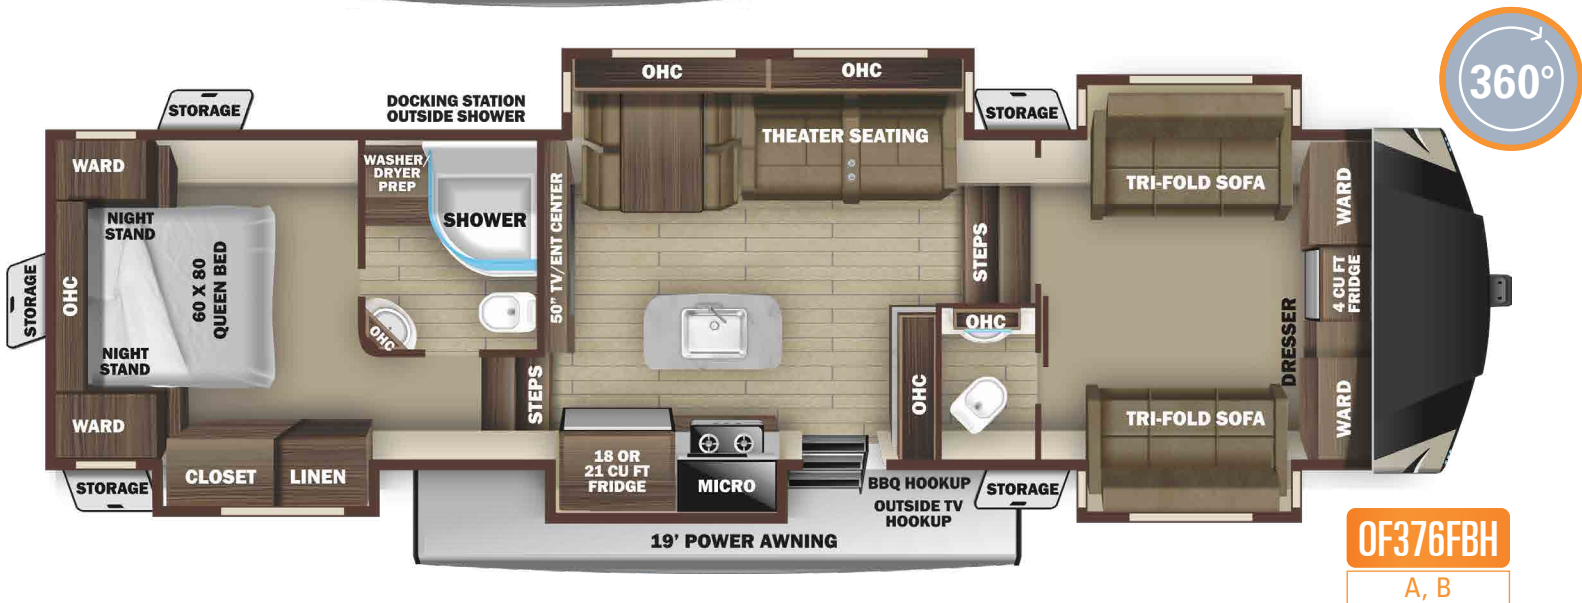 360°
OHC
OHC
STORAGE
DOCKING STATION
OUTSIDE SHOWER
STORAGE
WARD
WASHER/
DRYER
PREP
THEATER SEATING
TRI-FOLD SOFA
WARD
NIGHT
STAND
SHOWER
50” TV/ENT CENTER
STEPS
STORAGE
OHC
60 X 80
QUEEN BED
4 CU FT
FRIDGE
OHC
OHC
DRESSER
NIGHT
STAND
STEPS
OHC
WARD
TRI-FOLD SOFA
WARD
CLOSET
LINEN
18 OR
21 CU FT
FRIDGE
MICRO
STORAGE
BBQ HOOKUP
OUTSIDE TV
HOOKUP
STORAGE
19’ POWER AWNING
OF376FBH
A, B